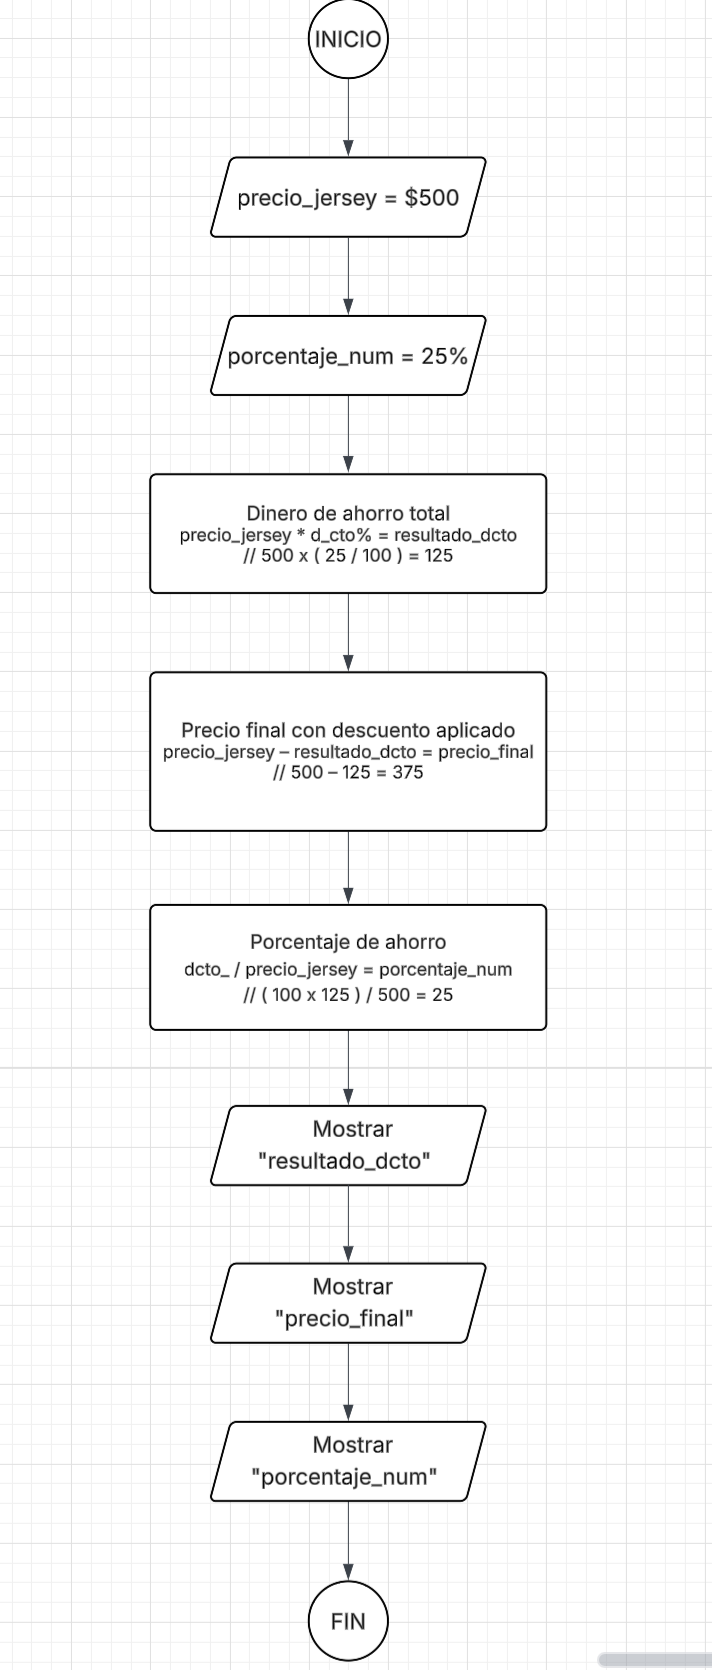 INICIO
precio_jersey = $500
porcentaje_num = 25%
Dinero de ahorro total
precio_jersey * d_cto% = resultado_dcto
// 500 x ( 25 / 100 ) = 125
Precio final con descuento aplicado
precio_jersey – resultado_dcto = precio_final
// 500 – 125 = 375
Porcentaje de ahorro
dcto_ / precio_jersey = porcentaje_num
// ( 100 x 125 ) / 500 = 25
Mostrar
"resultado_dcto"
Mostrar
"precio_final"
Mostrar
"porcentaje_num"
FIN